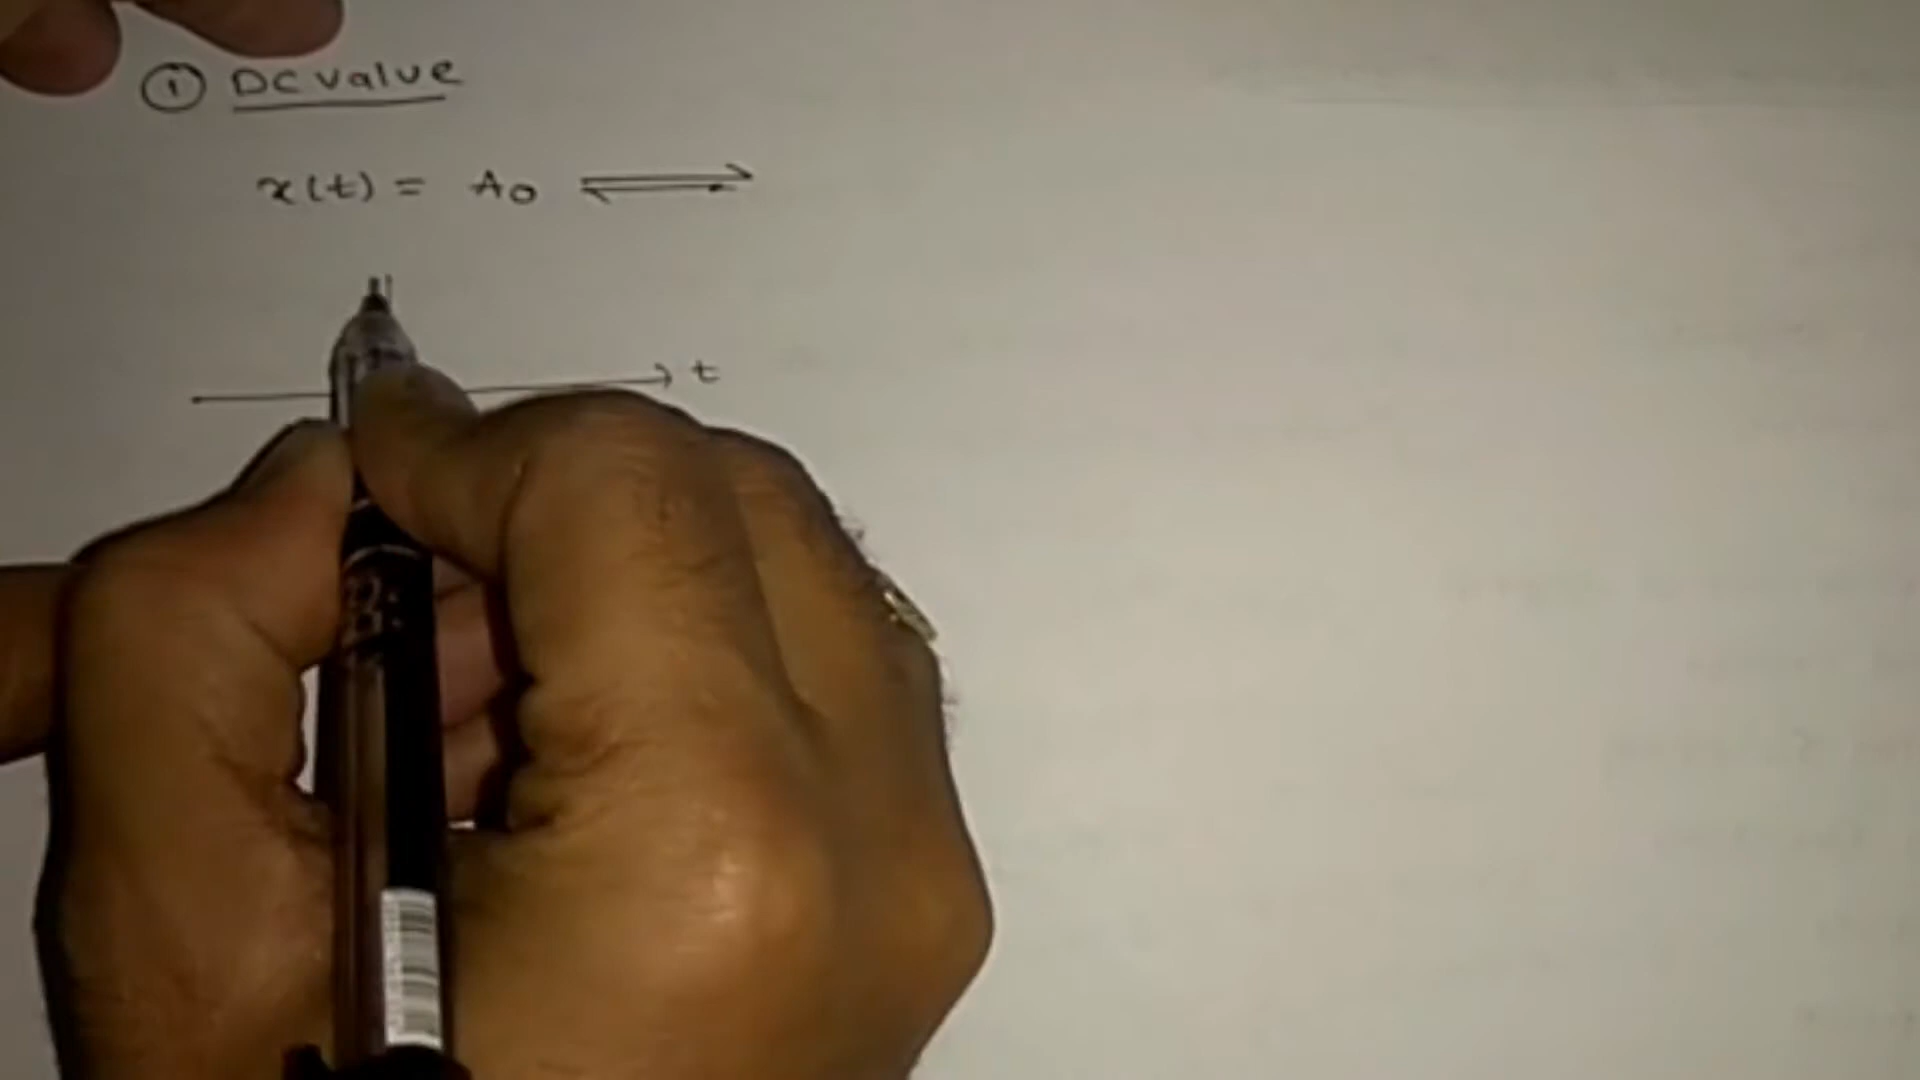 ① DC value
x(t) = A₀ ⇌
t